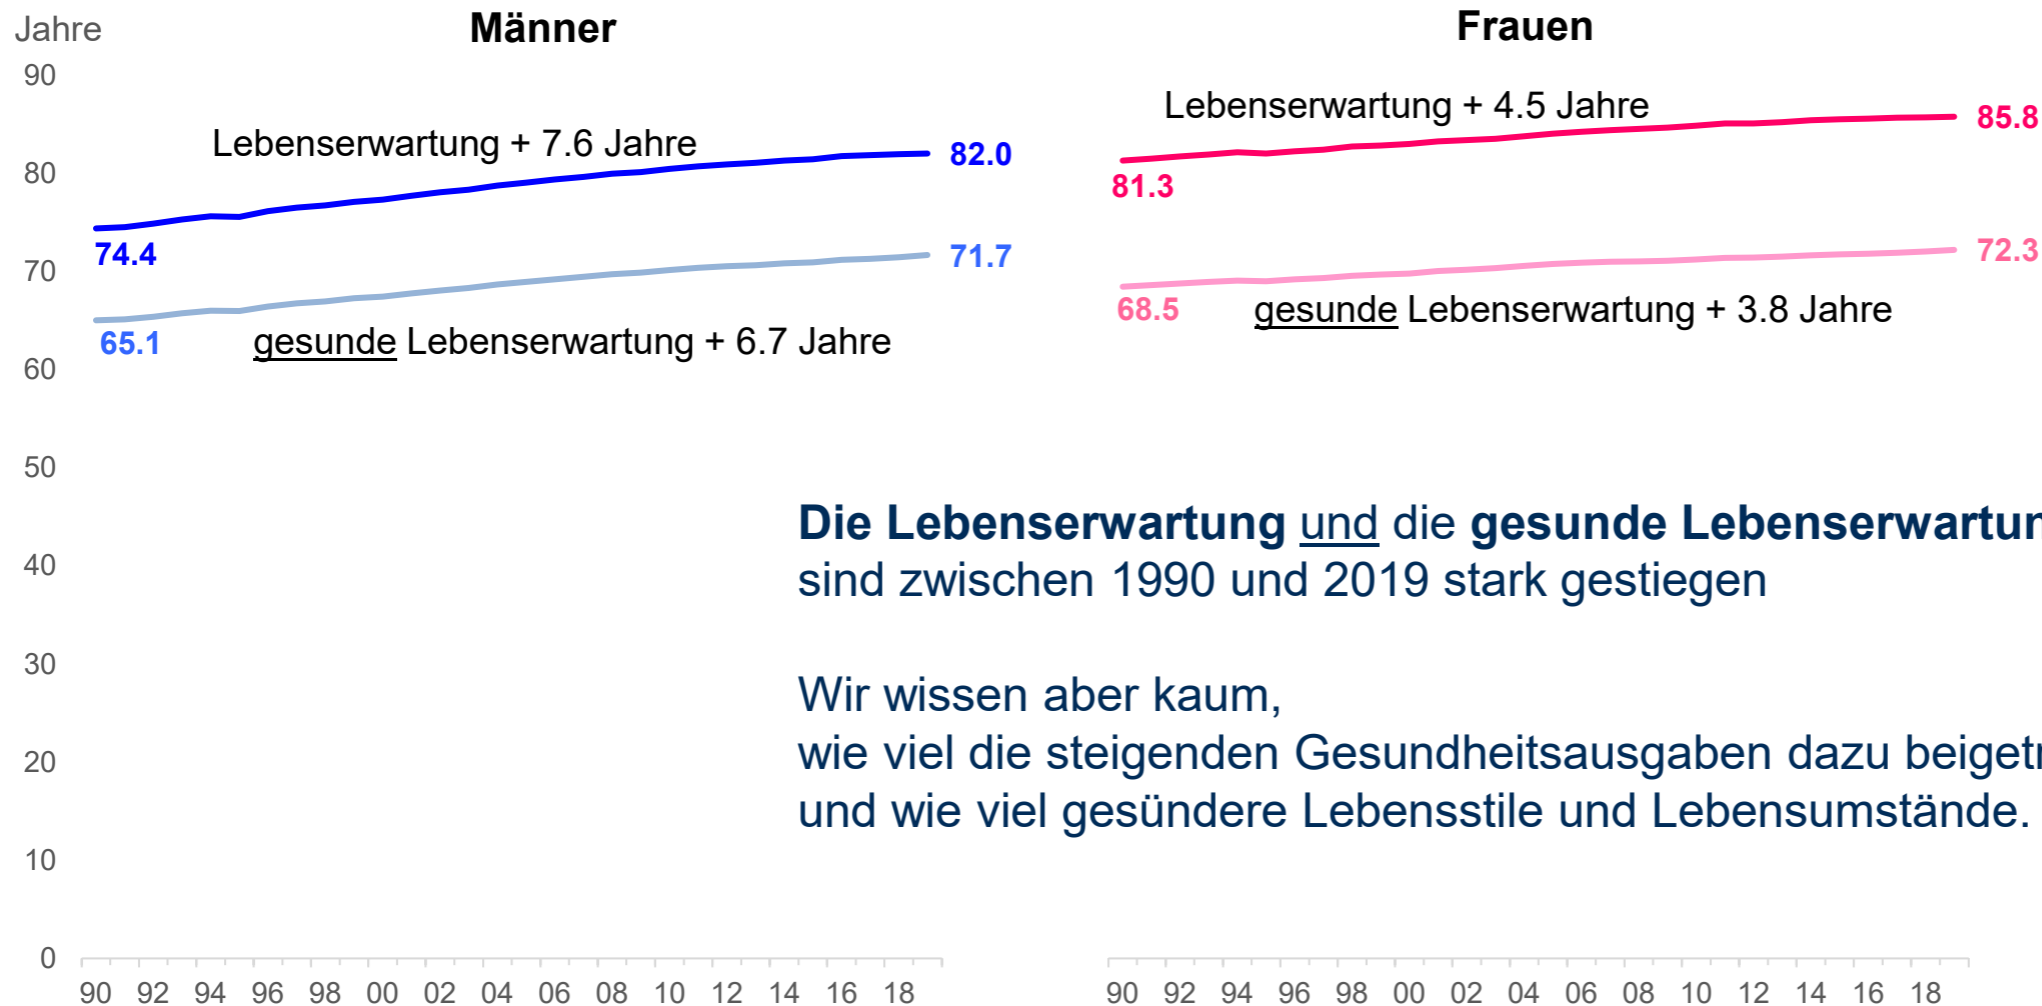 Jahre
Männer
Frauen
90
80
70
60
50
40
30
20
10
0
Lebenserwartung + 7.6 Jahre
82.0
74.4
71.7
65.1
gesunde Lebenserwartung + 6.7 Jahre
Lebenserwartung + 4.5 Jahre
85.8
81.3
72.3
68.5
gesunde Lebenserwartung + 3.8 Jahre
Die Lebenserwartung und die gesunde Lebenserwartun
sind zwischen 1990 und 2019 stark gestiegen
Wir wissen aber kaum,
wie viel die steigenden Gesundheitsausgaben dazu beigetr
und wie viel gesündere Lebensstile und Lebensumstände.
90 92 94 96 98 00 02 04 06 08 10 12 14 16 18
90 92 94 96 98 00 02 04 06 08 10 12 14 16 18